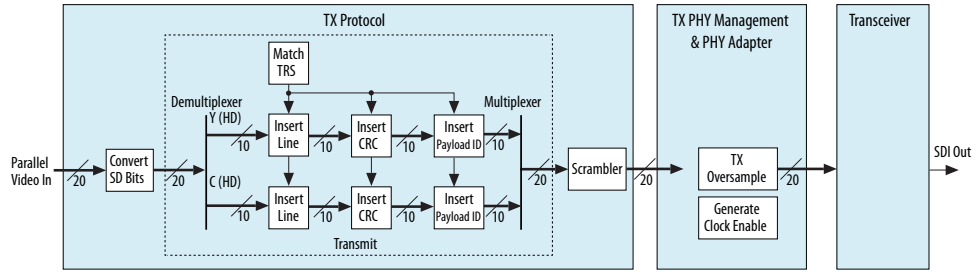 TX Protocol
TX PHY Management
& PHY Adapter
Transceiver
Match
TRS
Demultiplexer
Multiplexer
Y (HD)
Insert
Line
Insert
CRC
Insert
Payload ID
10
10
10
10
Parallel
Video In
20
Convert
SD Bits
20
20
Scrambler
20
TX
Oversample
20
SDI Out
C (HD)
Insert
Line
Insert
CRC
Insert
Payload ID
10
10
10
10
Generate
Clock Enable
Transmit